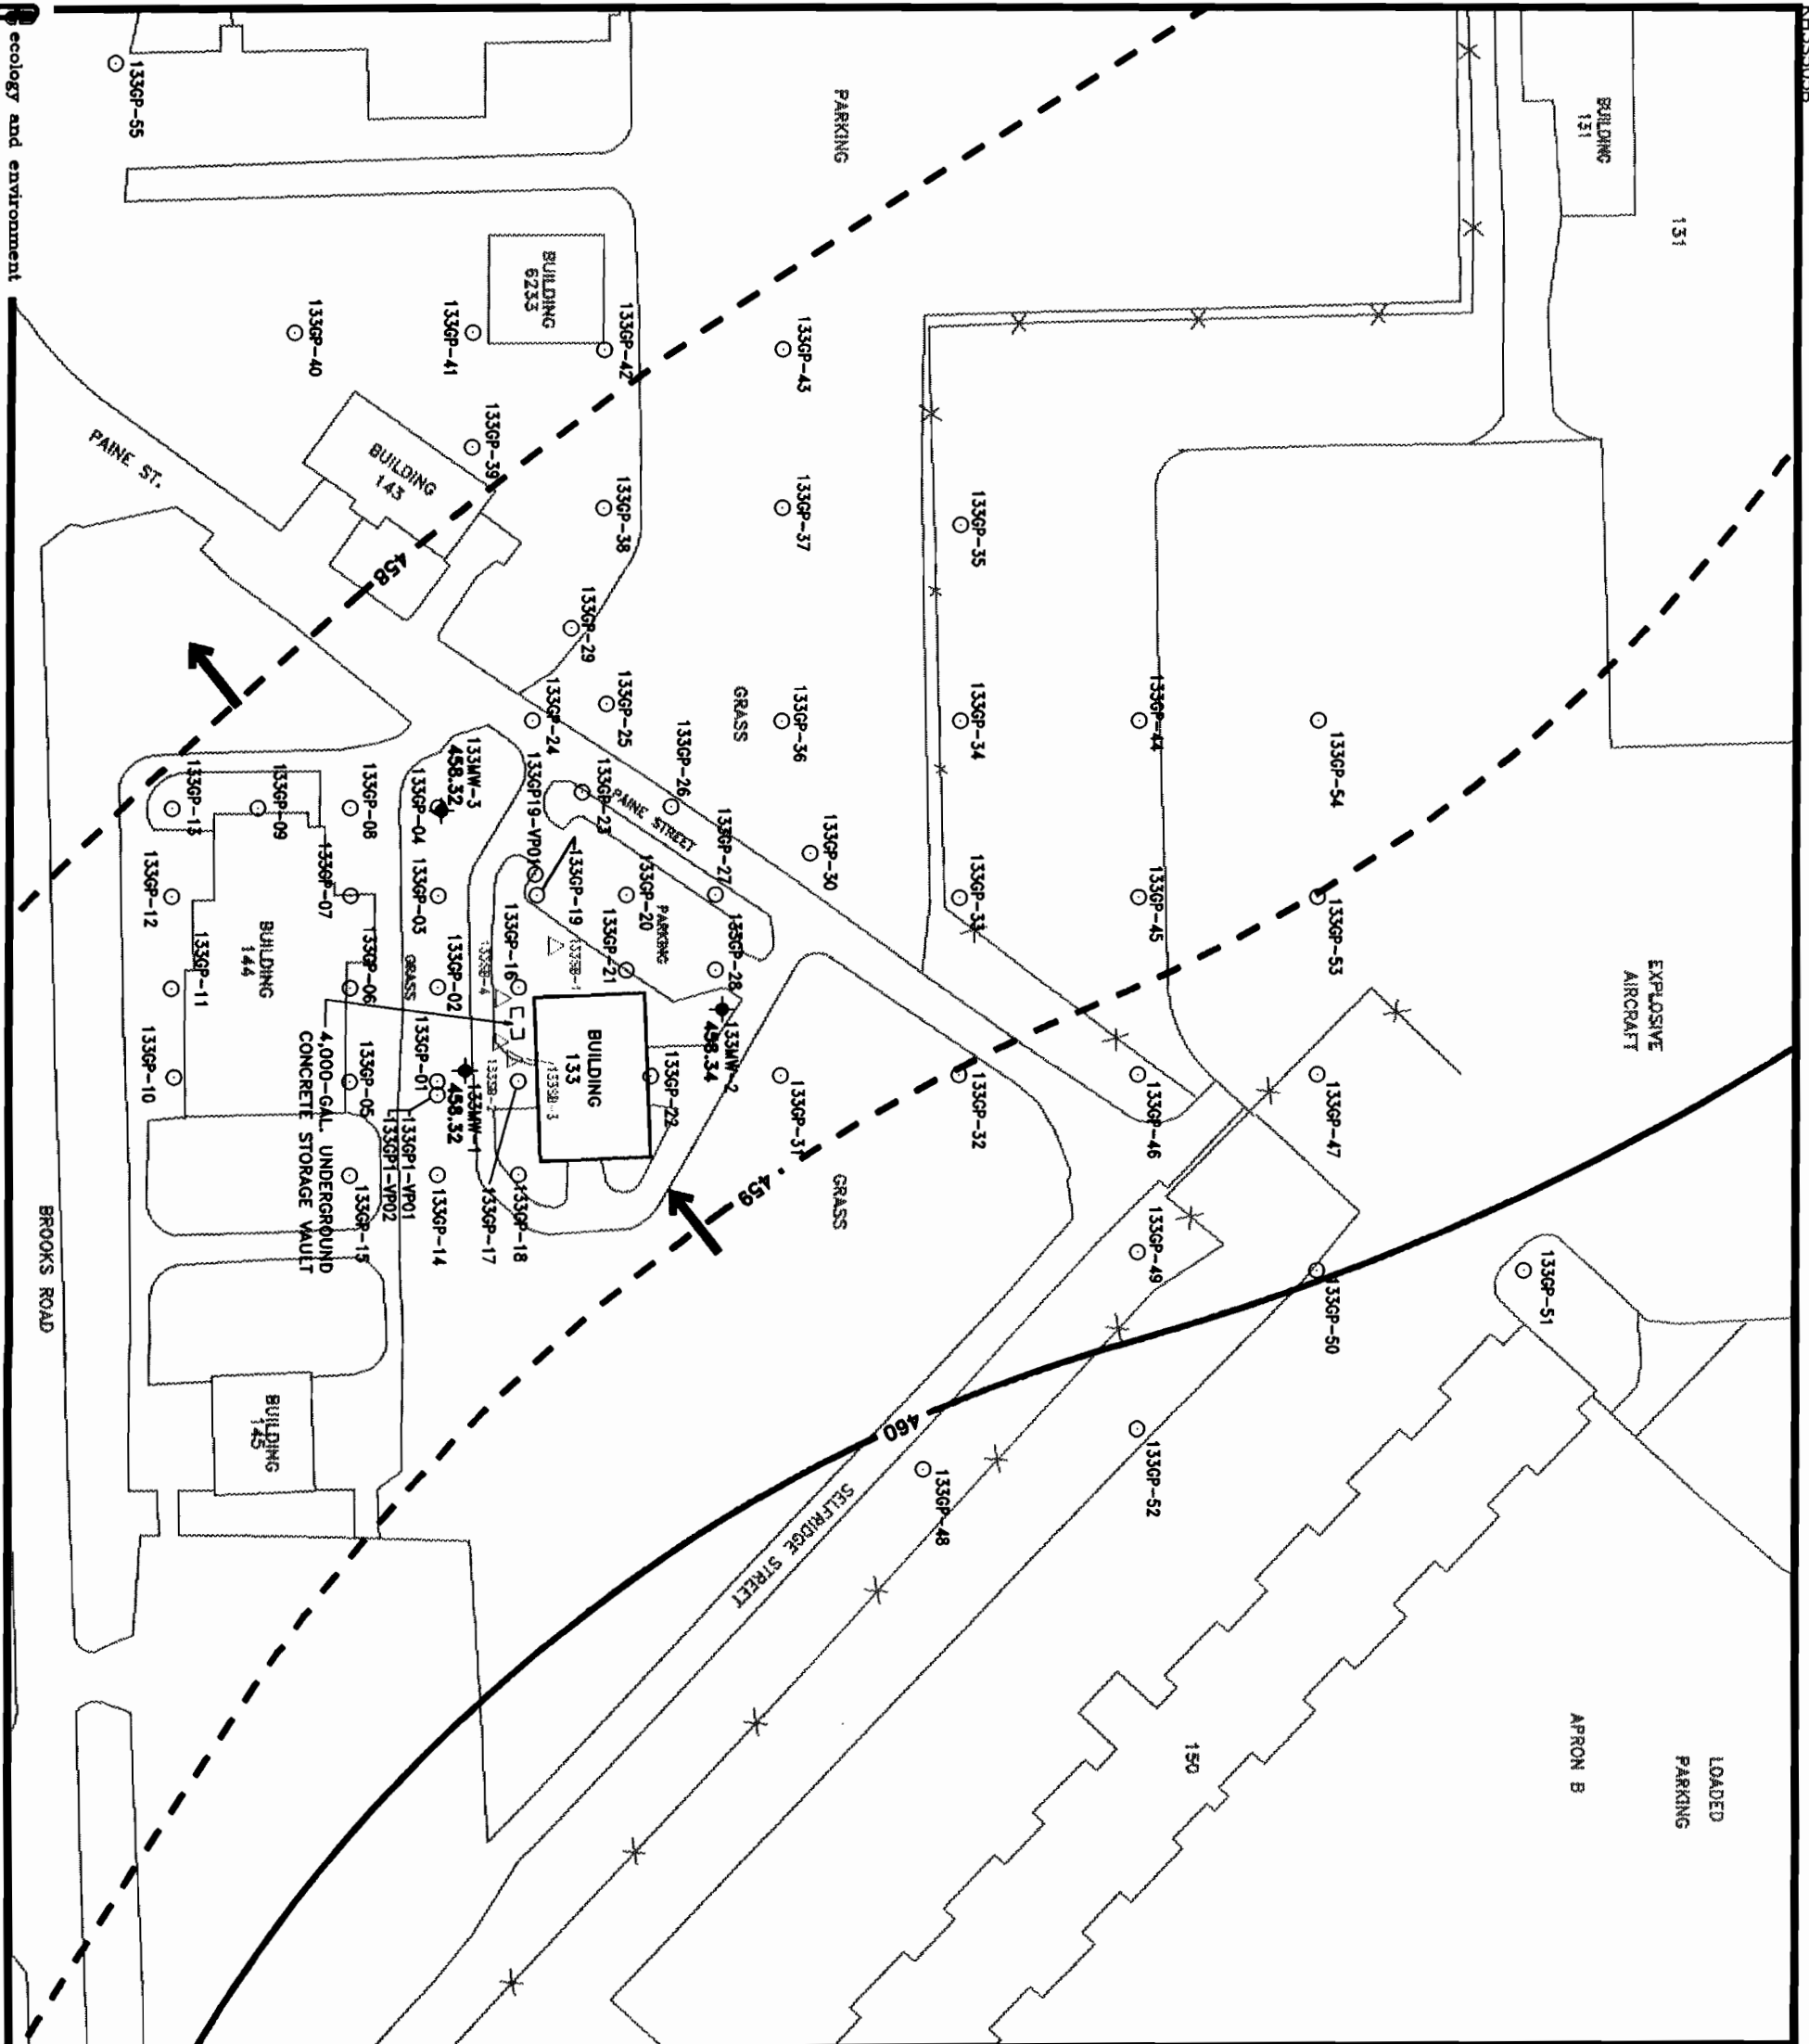 ecology and environment
133GP-55
PARKING
BUILDING
131
131
BUILDING
6233
133GP-40
133GP-41
133GP-42
133GP-43
133GP-39
BUILDING
143
PAINE ST.
458
133GP-38
133GP-37
133GP-35
133GP-29
133GP-24
133GP-25
133GP-26
GRASS
133GP-36
133GP-34
133GP-44
133GP-54
133GP-13
133GP-09
133GP-08
133GP-04
133MW-3
458.32
133GP19-VP01
133GP-23
PAINE STREET
133GP-27
133GP-30
133GP-33
133GP-45
133GP-53
133GP-12
133GP-07
133GP-03
133GP-19
133GP-20
PARKING
133GP-28
133GP-11
BUILDING
144
133GP-06
GRASS
133GP-02
133GP-16
133SB-4
133SB-1
133GP-21
EXPLOSIVE
AIRCRAFT
133GP-10
133GP-05
133GP-01
133MW-1
458.32
133SB-3
BUILDING
133
133MW-2
458.34
133GP-22
133GP-31
133GP-32
133GP-46
133GP-47
4,000-GAL. UNDERGROUND
CONCRETE STORAGE VAULT
133GP1-VP01
133GP1-VP02
133GP-15
133GP-14
133GP-17
133GP-18
459
GRASS
133GP-49
133GP-50
133GP-51
BROOKS ROAD
BUILDING
145
460
133GP-48
133GP-52
SELFRIDGE STREET
150
APRON B
LOADED
PARKING